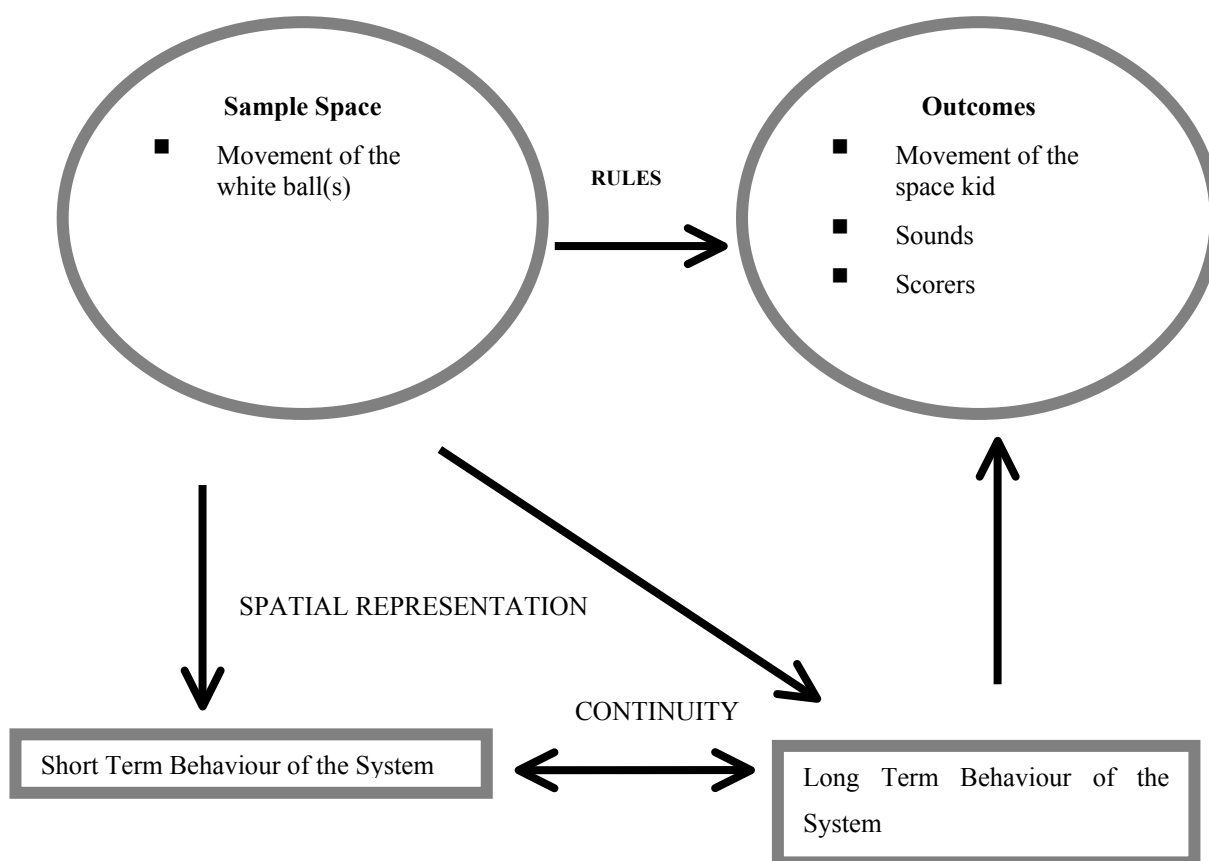 Sample Space
■ Movement of the
white ball(s)
RULES
Outcomes
■ Movement of the
space kid
■ Sounds
■ Scorers
SPATIAL REPRESENTATION
CONTINUITY
Short Term Behaviour of the System
Long Term Behaviour of the
System